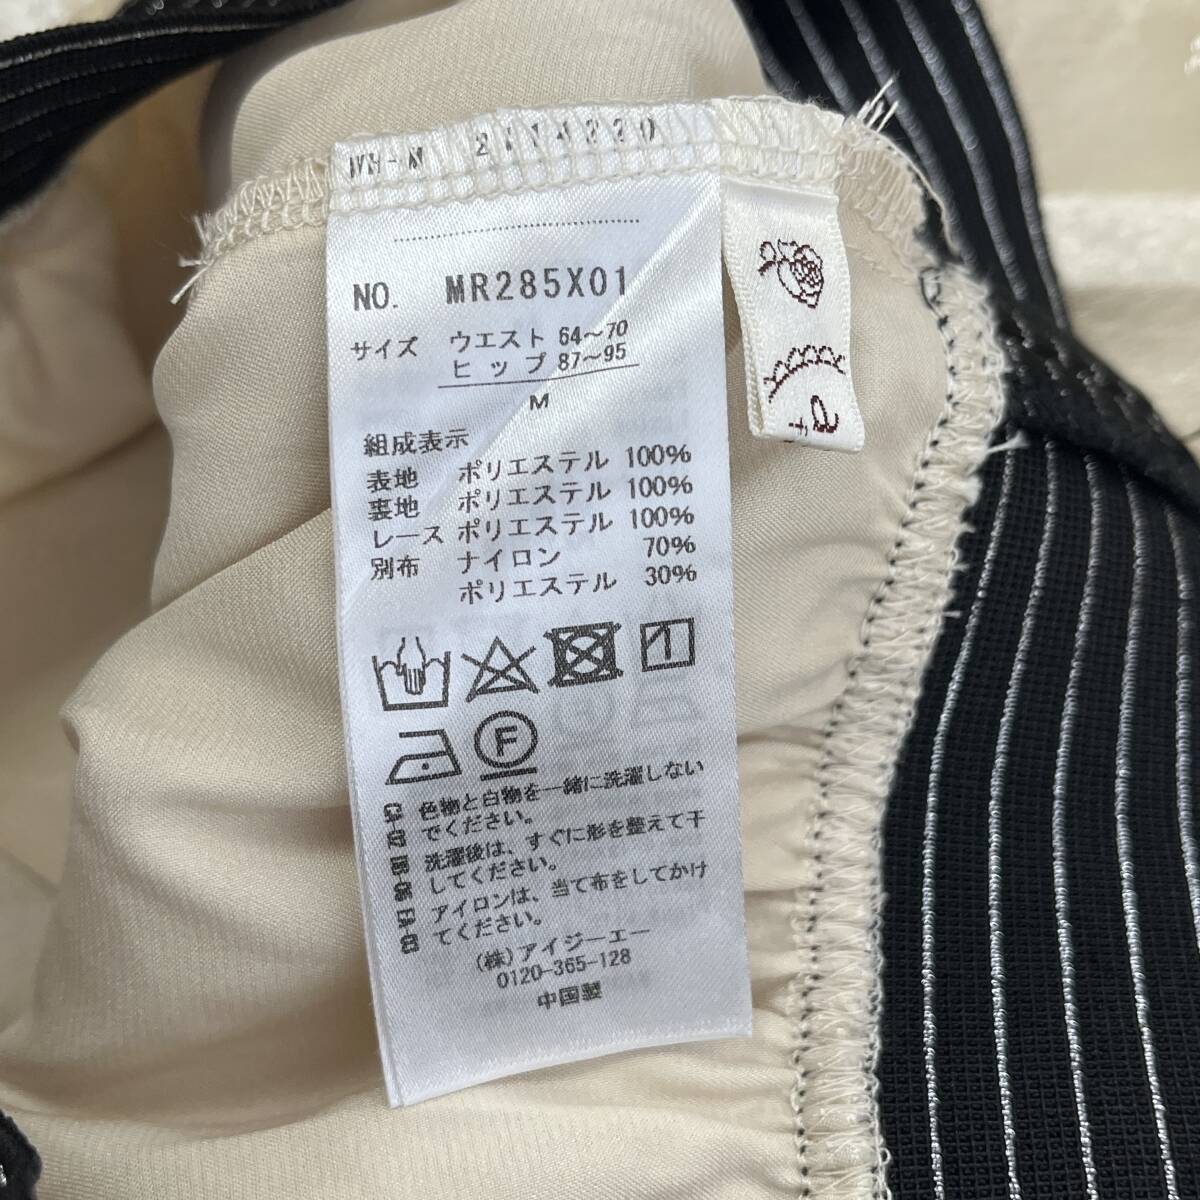 NO. MR285X01
サイズ ウエスト 64～70
ヒップ 87～95
M
組成表示
表地 ポリエステル 100%
裏地 ポリエステル 100%
レース ポリエステル 100%
別布 ナイロン 70%
ポリエステル 30%
F
色物と白物を一緒に洗濯しない
でください。
洗濯後は、すぐに形を整えて干
してください。
アイロンは、当て布をしてかけ
てください。
(株)アイジーエー
0120-365-128
中国製